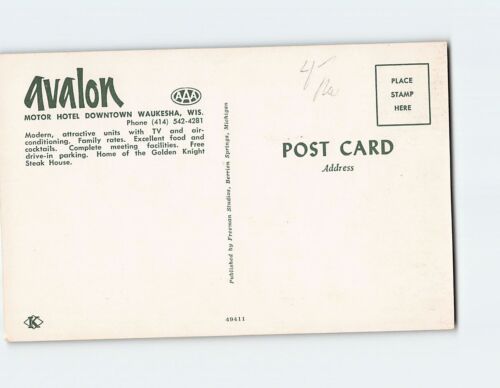 avalon
AAA
MOTOR HOTEL DOWNTOWN WAUKESHA, WIS.
Phone (414) 542-4281
Modern, attractive units with TV and air-
conditioning. Family rates. Excellent food and
cocktails. Complete meeting facilities. Free
drive-in parking. Home of the Golden Knight
Steak House.
K
Published by Freeman Studios, Berrien Springs, Michigan
49411
PLACE
STAMP
HERE
POST CARD
Address